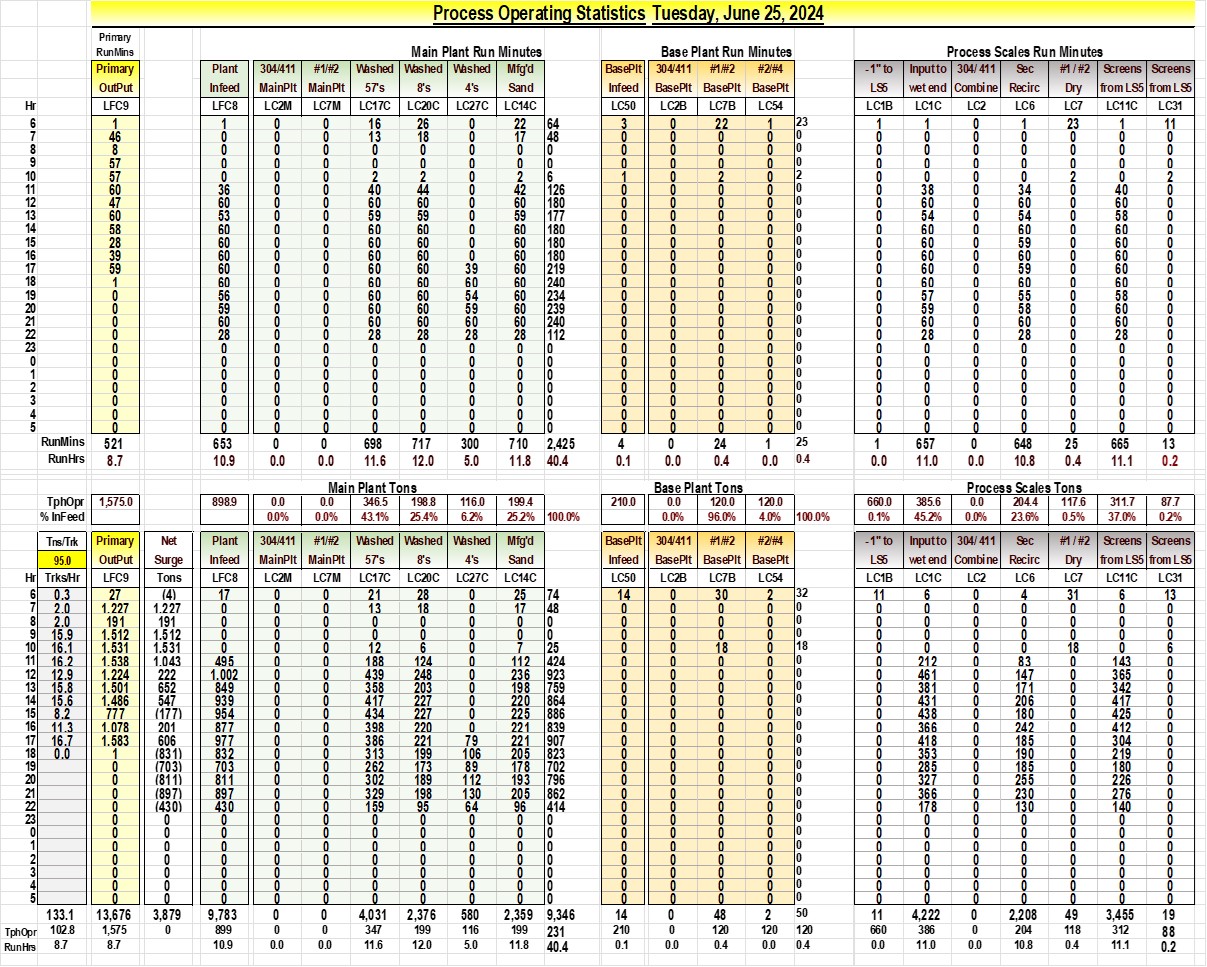 Process Operating Statistics Tuesday, June 25, 2024
Primary
RunMins Main Plant Run Minutes Base Plant Run Minutes Process Scales Run Minutes
Primary Plant 304/411 #1/#2 Washed Washed Washed Mfg'd BasePlt 304/411 #1/#2 #2/#4 -1" to Input to 304/ 411 Sec #1 / #2 Screens Screens
OutPut Infeed MainPlt MainPlt 57's 8's 4's Sand Infeed BasePlt BasePlt BasePlt LS5 wet end Combine Recirc Dry from LS5 from LS5
Hr LFC9 LFC8 LC2M LC7M LC17C LC20C LC27C LC14C LC50 LC2B LC7B LC54 LC1B LC1C LC2 LC6 LC7 LC11C LC31
6 1 1 0 0 16 26 0 22 64 3 0 22 1 23 1 1 0 1 23 1 11
7 46 0 0 0 13 18 0 17 48 0 0 0 0 0 0 0 0 0 0 0 0
8 8 0 0 0 0 0 0 0 0 0 0 0 0 0 0 0 0 0 0 0 0
9 57 0 0 0 0 0 0 0 0 0 0 0 0 0 0 0 0 0 0 0 0
10 57 0 0 0 2 2 0 2 6 1 0 2 0 2 0 0 0 0 2 0 2
11 60 36 0 0 40 44 0 42 126 0 0 0 0 0 0 38 0 34 0 40 0
12 47 60 0 0 60 60 0 60 180 0 0 0 0 0 0 60 0 60 0 60 0
13 60 53 0 0 59 59 0 59 177 0 0 0 0 0 0 54 0 54 0 58 0
14 58 60 0 0 60 60 0 60 180 0 0 0 0 0 0 60 0 60 0 60 0
15 28 60 0 0 60 60 0 60 180 0 0 0 0 0 0 60 0 59 0 60 0
16 39 60 0 0 60 60 0 60 180 0 0 0 0 0 0 60 0 60 0 60 0
17 59 60 0 0 60 60 39 60 219 0 0 0 0 0 0 60 0 59 0 60 0
18 1 60 0 0 60 60 60 60 240 0 0 0 0 0 0 60 0 60 0 60 0
19 0 56 0 0 60 60 54 60 234 0 0 0 0 0 0 57 0 55 0 58 0
20 0 59 0 0 60 60 59 60 239 0 0 0 0 0 0 59 0 58 0 60 0
21 0 60 0 0 60 60 60 60 240 0 0 0 0 0 0 60 0 60 0 60 0
22 0 28 0 0 28 28 28 28 112 0 0 0 0 0 0 28 0 28 0 28 0
23 0 0 0 0 0 0 0 0 0 0 0 0 0 0 0 0 0 0 0 0 0
0 0 0 0 0 0 0 0 0 0 0 0 0 0 0 0 0 0 0 0 0 0
1 0 0 0 0 0 0 0 0 0 0 0 0 0 0 0 0 0 0 0 0 0
2 0 0 0 0 0 0 0 0 0 0 0 0 0 0 0 0 0 0 0 0 0
3 0 0 0 0 0 0 0 0 0 0 0 0 0 0 0 0 0 0 0 0 0
4 0 0 0 0 0 0 0 0 0 0 0 0 0 0 0 0 0 0 0 0 0
5 0 0 0 0 0 0 0 0 0 0 0 0 0 0 0 0 0 0 0 0 0
RunMins 521 653 0 0 698 717 300 710 2,425 4 0 24 1 25 1 657 0 648 25 665 13
RunHrs 8.7 10.9 0.0 0.0 11.6 12.0 5.0 11.8 40.4 0.1 0.0 0.4 0.0 0.4 0.0 11.0 0.0 10.8 0.4 11.1 0.2
Main Plant Tons Base Plant Tons Process Scales Tons
TphOpr 1,575.0 898.9 0.0 0.0 346.5 198.8 116.0 199.4 210.0 0.0 120.0 120.0 660.0 385.6 0.0 204.4 117.6 311.7 87.7
% InFeed 0.0% 0.0% 43.1% 25.4% 6.2% 25.2% 100.0% 0.0% 96.0% 4.0% 100.0% 0.1% 45.2% 0.0% 23.6% 0.5% 37.0% 0.2%
Tns/Trk Primary Net Plant 304/411 #1/#2 Washed Washed Washed Mfg'd BasePlt 304/411 #1/#2 #2/#4 -1" to Input to 304/ 411 Sec #1 / #2 Screens Screens
95.0 OutPut Surge Infeed MainPlt MainPlt 57's 8's 4's Sand Infeed BasePlt BasePlt BasePlt LS5 wet end Combine Recirc Dry from LS5 from LS5
Hr Trks/Hr LFC9 Tons LFC8 LC2M LC7M LC17C LC20C LC27C LC14C LC50 LC2B LC7B LC54 LC1B LC1C LC2 LC6 LC7 LC11C LC31
6 0.3 27 (4) 17 0 0 21 28 0 25 74 14 0 30 2 32 11 6 0 4 31 6 13
7 2.0 1,227 1,227 0 0 0 13 18 0 17 48 0 0 0 0 0 0 0 0 0 0 0 0
8 2.0 191 191 0 0 0 0 0 0 0 0 0 0 0 0 0 0 0 0 0 0 0 0
9 15.9 1,512 1,512 0 0 0 0 0 0 0 0 0 0 0 0 0 0 0 0 0 0 0 0
10 16.1 1,531 1,531 0 0 0 12 6 0 7 25 0 0 18 0 18 0 0 0 0 18 0 6
11 16.2 1,538 1,043 495 0 0 188 124 0 112 424 0 0 0 0 0 0 212 0 83 0 143 0
12 12.9 1,224 222 1,002 0 0 439 248 0 236 923 0 0 0 0 0 0 461 0 147 0 365 0
13 15.8 1,501 652 849 0 0 358 203 0 198 759 0 0 0 0 0 0 381 0 171 0 342 0
14 15.6 1,486 547 939 0 0 417 227 0 220 864 0 0 0 0 0 0 431 0 206 0 417 0
15 8.2 777 (177) 954 0 0 434 227 0 225 886 0 0 0 0 0 0 438 0 180 0 425 0
16 11.3 1,078 201 877 0 0 398 220 0 221 839 0 0 0 0 0 0 366 0 242 0 412 0
17 16.7 1,583 606 977 0 0 386 221 79 221 907 0 0 0 0 0 0 418 0 185 0 304 0
18 0.0 1 (831) 832 0 0 313 199 106 205 823 0 0 0 0 0 0 353 0 190 0 219 0
19 0 (703) 703 0 0 262 173 89 178 702 0 0 0 0 0 0 285 0 185 0 180 0
20 0 (811) 811 0 0 302 189 112 193 796 0 0 0 0 0 0 327 0 255 0 226 0
21 0 (897) 897 0 0 329 198 130 205 862 0 0 0 0 0 0 366 0 230 0 276 0
22 0 (430) 430 0 0 159 95 64 96 414 0 0 0 0 0 0 178 0 130 0 140 0
23 0 0 0 0 0 0 0 0 0 0 0 0 0 0 0 0 0 0 0 0 0 0
0 0 0 0 0 0 0 0 0 0 0 0 0 0 0 0 0 0 0 0 0 0 0
1 0 0 0 0 0 0 0 0 0 0 0 0 0 0 0 0 0 0 0 0 0 0
2 0 0 0 0 0 0 0 0 0 0 0 0 0 0 0 0 0 0 0 0 0 0
3 0 0 0 0 0 0 0 0 0 0 0 0 0 0 0 0 0 0 0 0 0 0
4 0 0 0 0 0 0 0 0 0 0 0 0 0 0 0 0 0 0 0 0 0 0
5 0 0 0 0 0 0 0 0 0 0 0 0 0 0 0 0 0 0 0 0 0 0
133.1 13,676 3,879 9,783 0 0 4,031 2,376 580 2,359 9,346 14 0 48 2 50 11 4,222 0 2,208 49 3,455 19
TphOpr 102.8 1,575 0 899 0 0 347 199 116 199 231 210 0 120 120 120 660 386 0 204 118 312 88
RunHrs 8.7 8.7 10.9 0.0 0.0 11.6 12.0 5.0 11.8 40.4 0.1 0.0 0.4 0.0 0.4 0.0 11.0 0.0 10.8 0.4 11.1 0.2